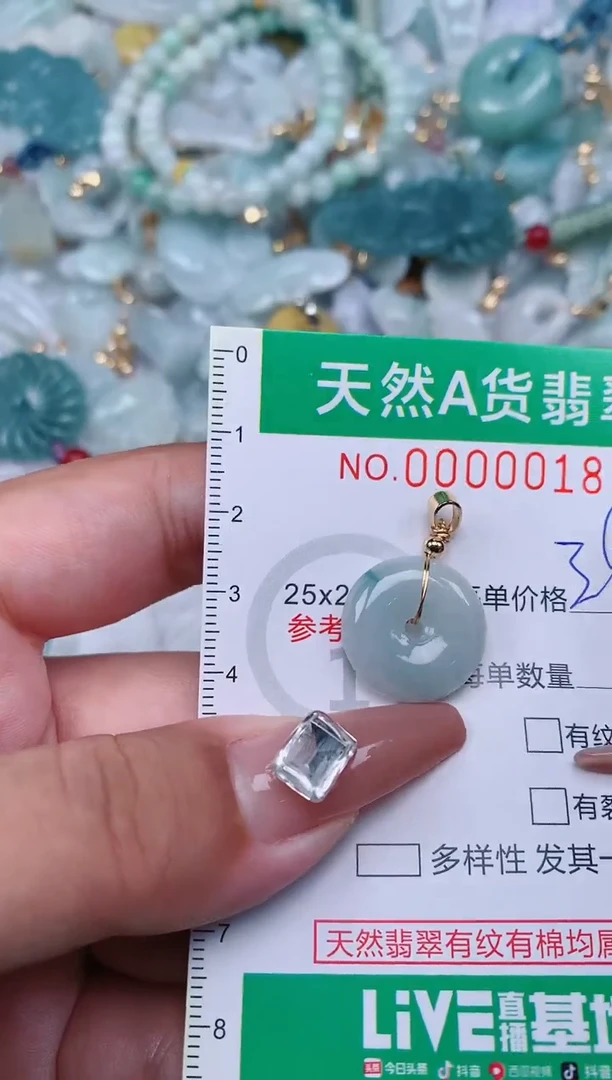 0
天然A货翡
1
NO.00000018
2
25x2
每单价格
3
参考
每单数量
4
有纹
有裂
多样性 发其一
天然翡翠有纹有棉均属
7
LiVE直播基地
8
头条 今日头条 抖音 西瓜视频 抖音